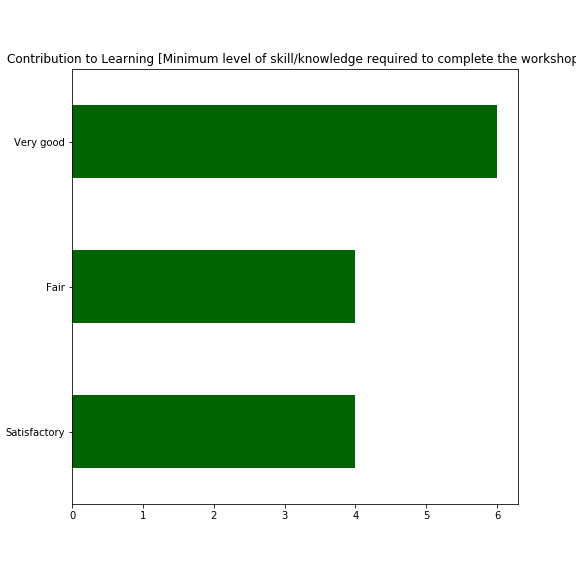 Contribution to Learning [Minimum level of skill/knowledge required to complete the workshop
Very good
Fair
Satisfactory
0 1 2 3 4 5 6